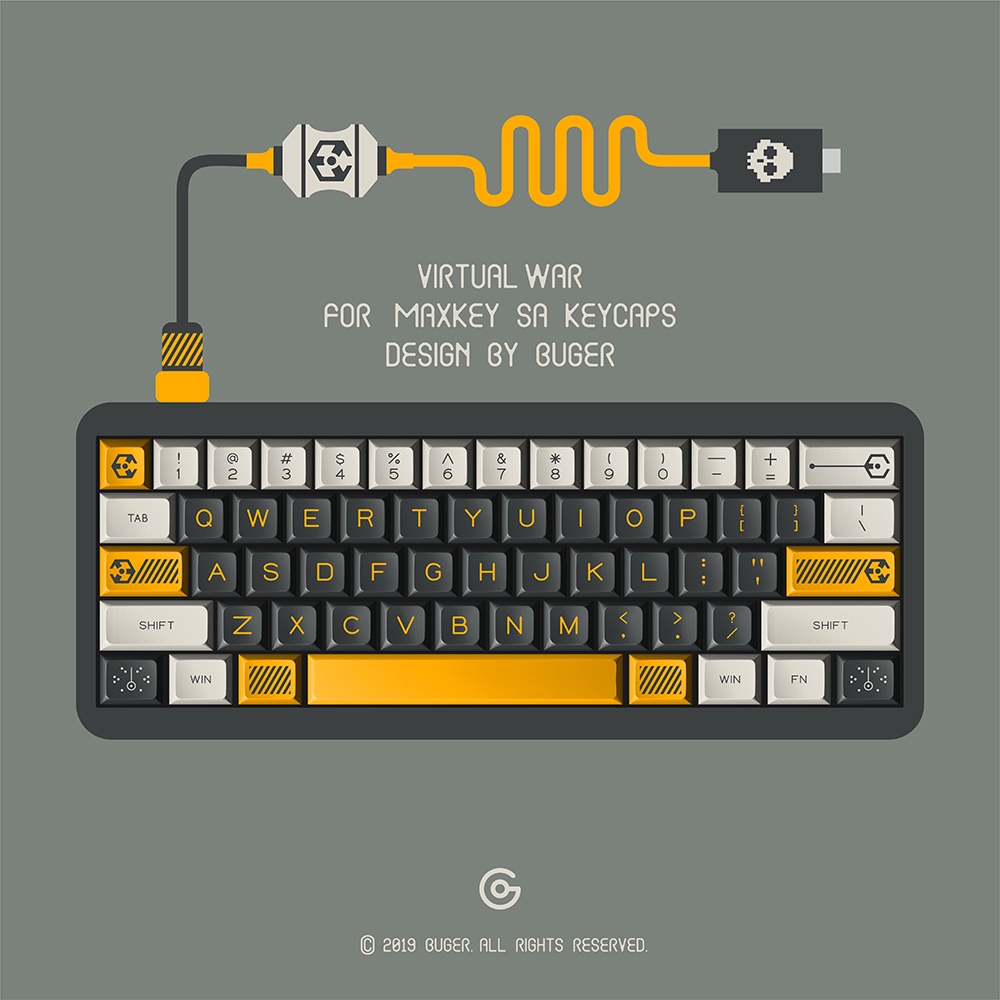 VIRTUAL WAR
FOR MAXKEY SA KEYCAPS
DESIGN BY BUGER
! @ # $ % ^ & * ( ) — +
1 2 3 4 5 6 7 8 9 0 - =
TAB Q W E R T Y U I O P { [ } ] | \
A S D F G H J K L : ; " '
SHIFT Z X C V B N M < , > . ? / SHIFT
WIN WIN FN
© 2019 BUGER. ALL RIGHTS RESERVED.